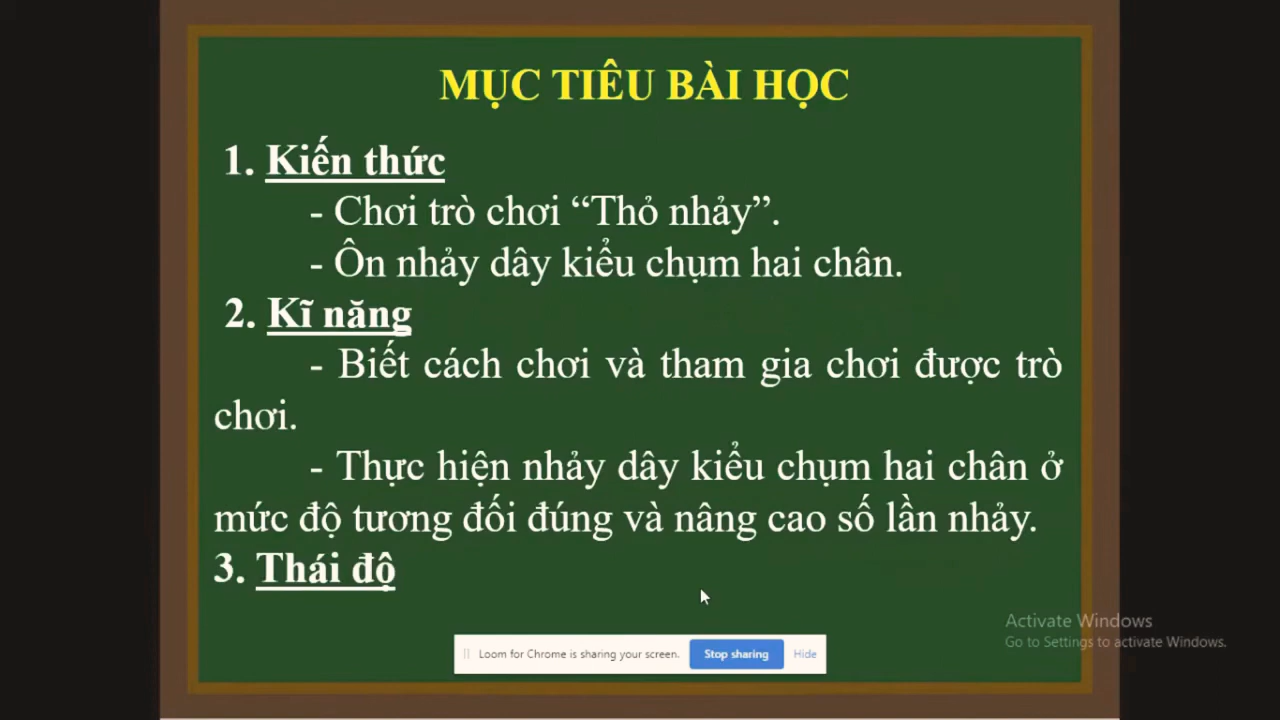 MỤC TIÊU BÀI HỌC
1. Kiến thức
- Chơi trò chơi “Thỏ nhảy”.
- Ôn nhảy dây kiểu chụm hai chân.
2. Kĩ năng
- Biết cách chơi và tham gia chơi được trò
chơi.
- Thực hiện nhảy dây kiểu chụm hai chân ở
mức độ tương đối đúng và nâng cao số lần nhảy.
3. Thái độ
Activate Windows
Go to Settings to activate Windows.
Loom for Chrome is sharing your screen. Stop sharing Hide